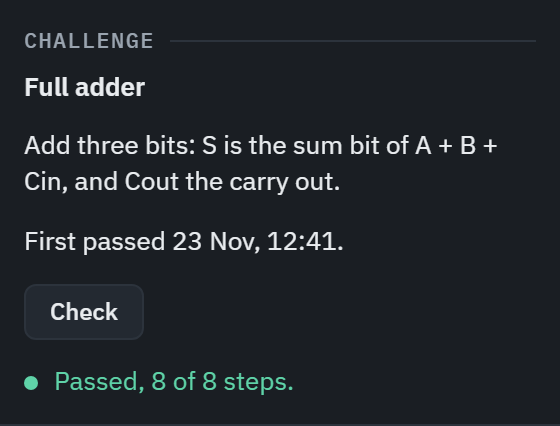 CHALLENGE
Full adder
Add three bits: S is the sum bit of A + B +
Cin, and Cout the carry out.
First passed 23 Nov, 12:41.
Check
Passed, 8 of 8 steps.